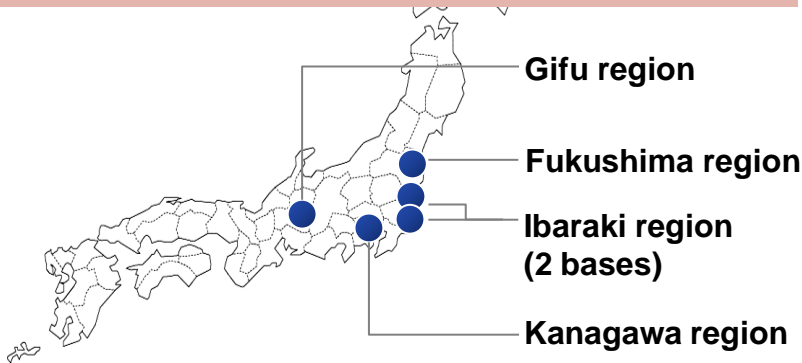 Gifu region
Fukushima region
Ibaraki region
(2 bases)
Kanagawa region